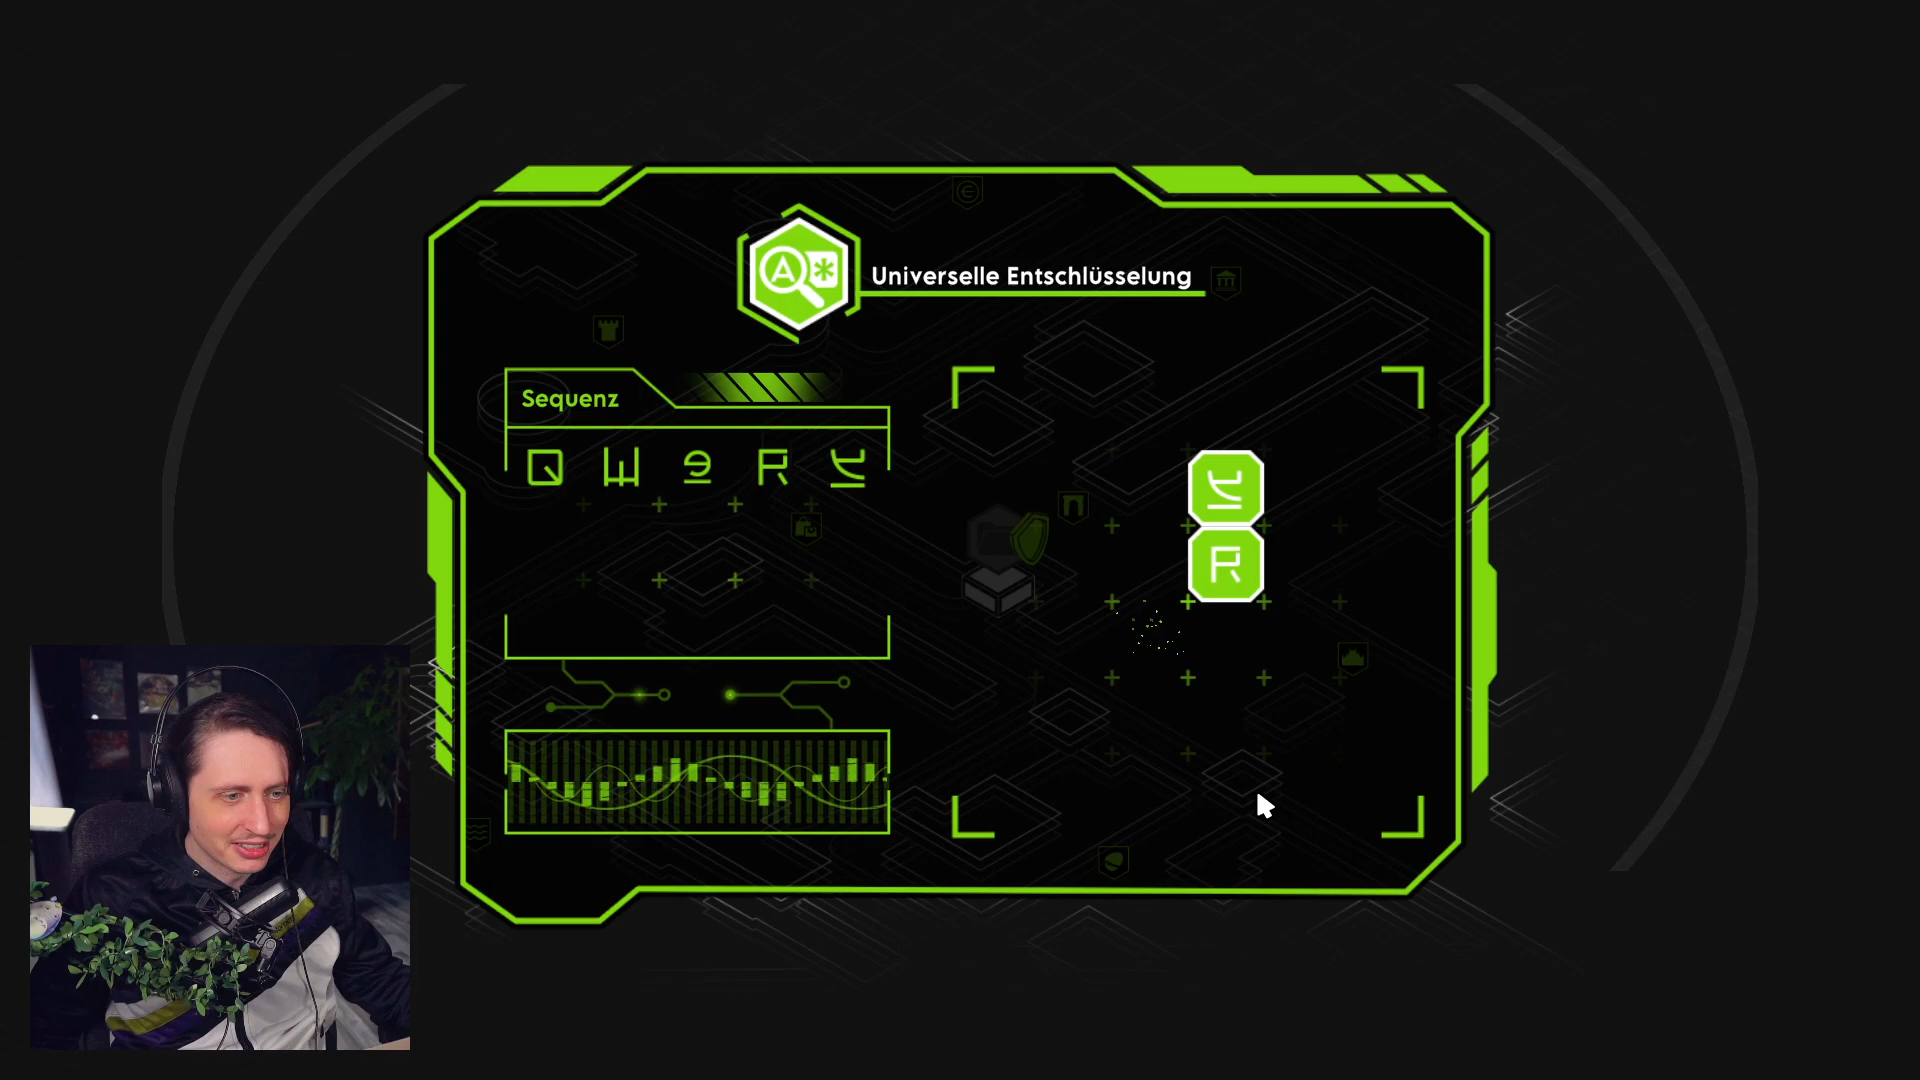 Universelle Entschlüsselung
Sequenz
Q W e R Y
Y
R